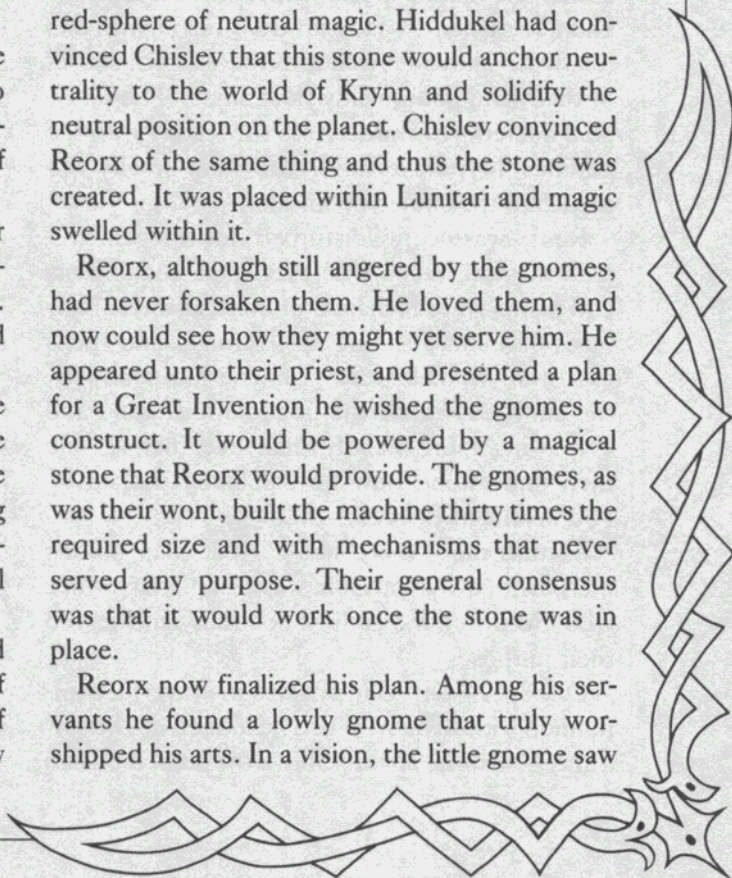 red-sphere of neutral magic. Hiddukel had con-
vinced Chislev that this stone would anchor neu-
trality to the world of Krynn and solidify the
neutral position on the planet. Chislev convinced
Reorx of the same thing and thus the stone was
created. It was placed within Lunitari and magic
swelled within it.
Reorx, although still angered by the gnomes,
had never forsaken them. He loved them, and
now could see how they might yet serve him. He
appeared unto their priest, and presented a plan
for a Great Invention he wished the gnomes to
construct. It would be powered by a magical
stone that Reorx would provide. The gnomes, as
was their wont, built the machine thirty times the
required size and with mechanisms that never
served any purpose. Their general consensus
was that it would work once the stone was in
place.
Reorx now finalized his plan. Among his ser-
vants he found a lowly gnome that truly wor-
shipped his arts. In a vision, the little gnome saw